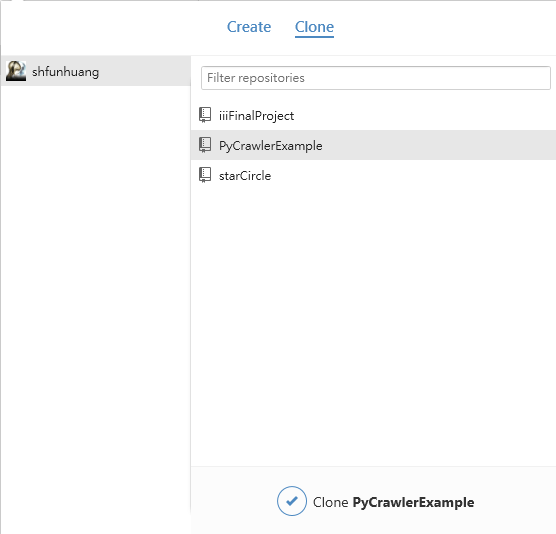 Create Clone
shfunhuang
Filter repositories
iiiFinalProject
PyCrawlerExample
starCircle
Clone PyCrawlerExample